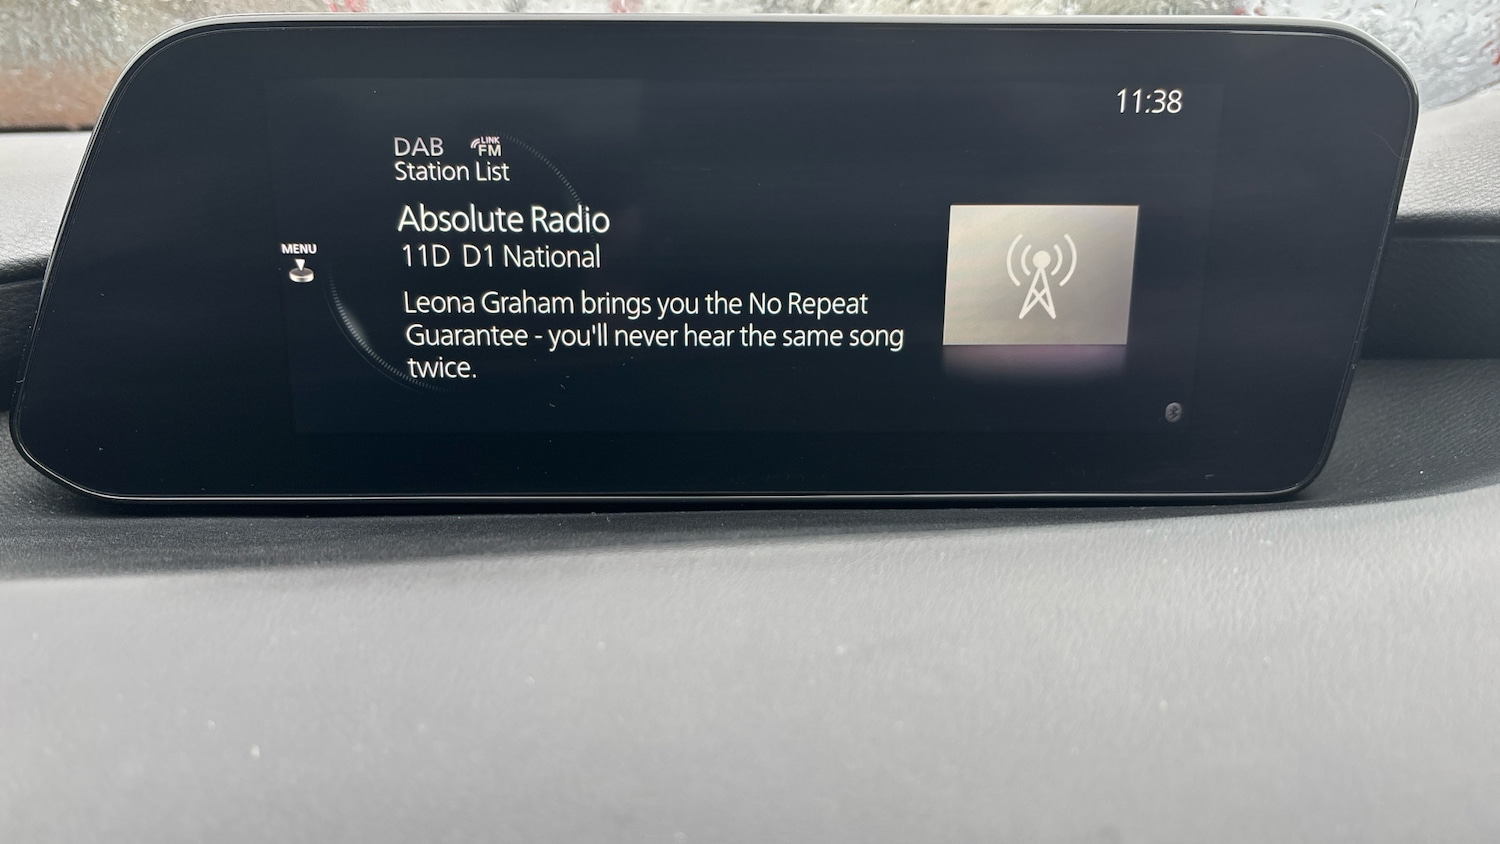 11:38
DAB LINK FM
Station List
Absolute Radio
MENU
11D D1 National
Leona Graham brings you the No Repeat
Guarantee - you'll never hear the same song
twice.